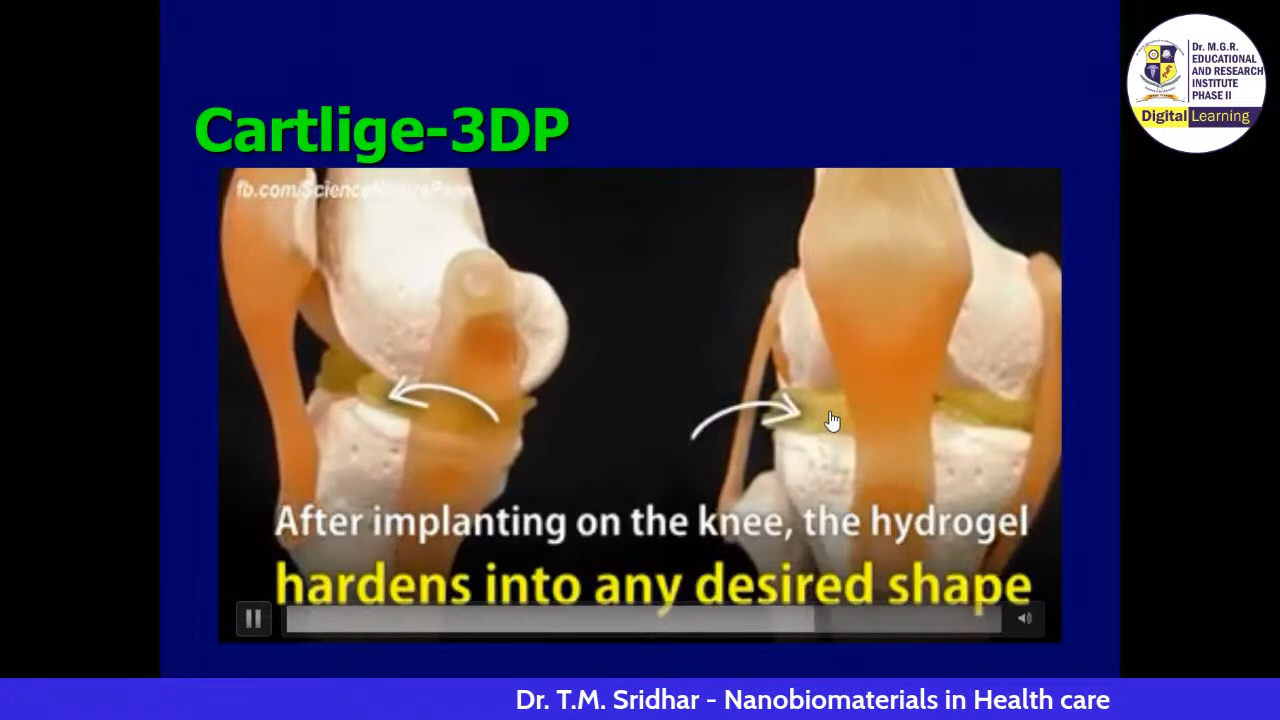 Dr. M.G.R.
EDUCATIONAL
AND RESEARCH
INSTITUTE
PHASE II
Digital Learning
Cartlige-3DP
After implanting on the knee, the hydrogel
hardens into any desired shape
Dr. T.M. Sridhar - Nanobiomaterials in Health care